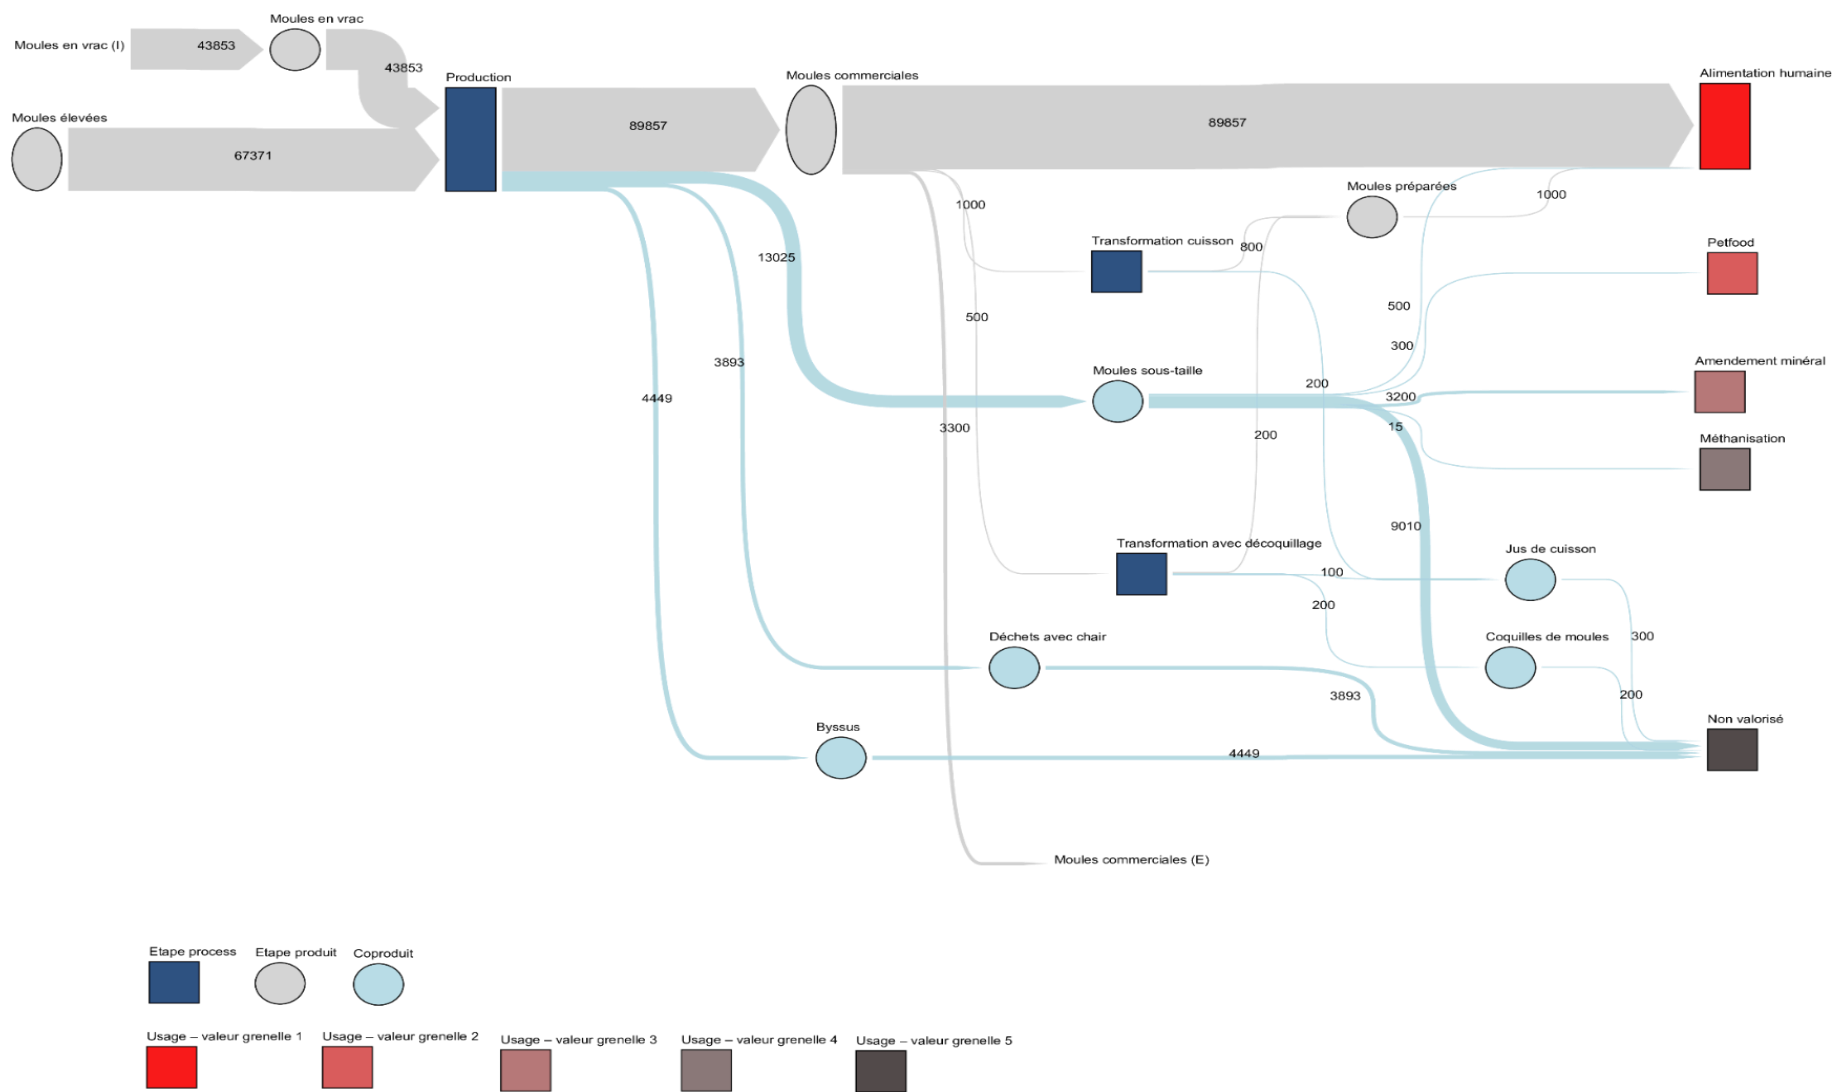 Moules en vrac
Moules en vrac (I)
43853
43853
Production
Moules commerciales
Alimentation humaine
Moules élevées
67371
89857
89857
Moules préparées
1000
1000
Transformation cuisson
800
Petfood
13025
500
500
300
3893
Moules sous-taille
200
3200
Amendement minéral
4449
3300
200
15
Méthanisation
9010
Transformation avec décoquillage
100
Jus de cuisson
200
Déchets avec chair
Coquilles de moules
300
3893
200
Byssus
4449
Non valorisé
Moules commerciales (E)
Etape process
Etape produit
Coproduit
Usage – valeur grenelle 1
Usage – valeur grenelle 2
Usage – valeur grenelle 3
Usage – valeur grenelle 4
Usage – valeur grenelle 5